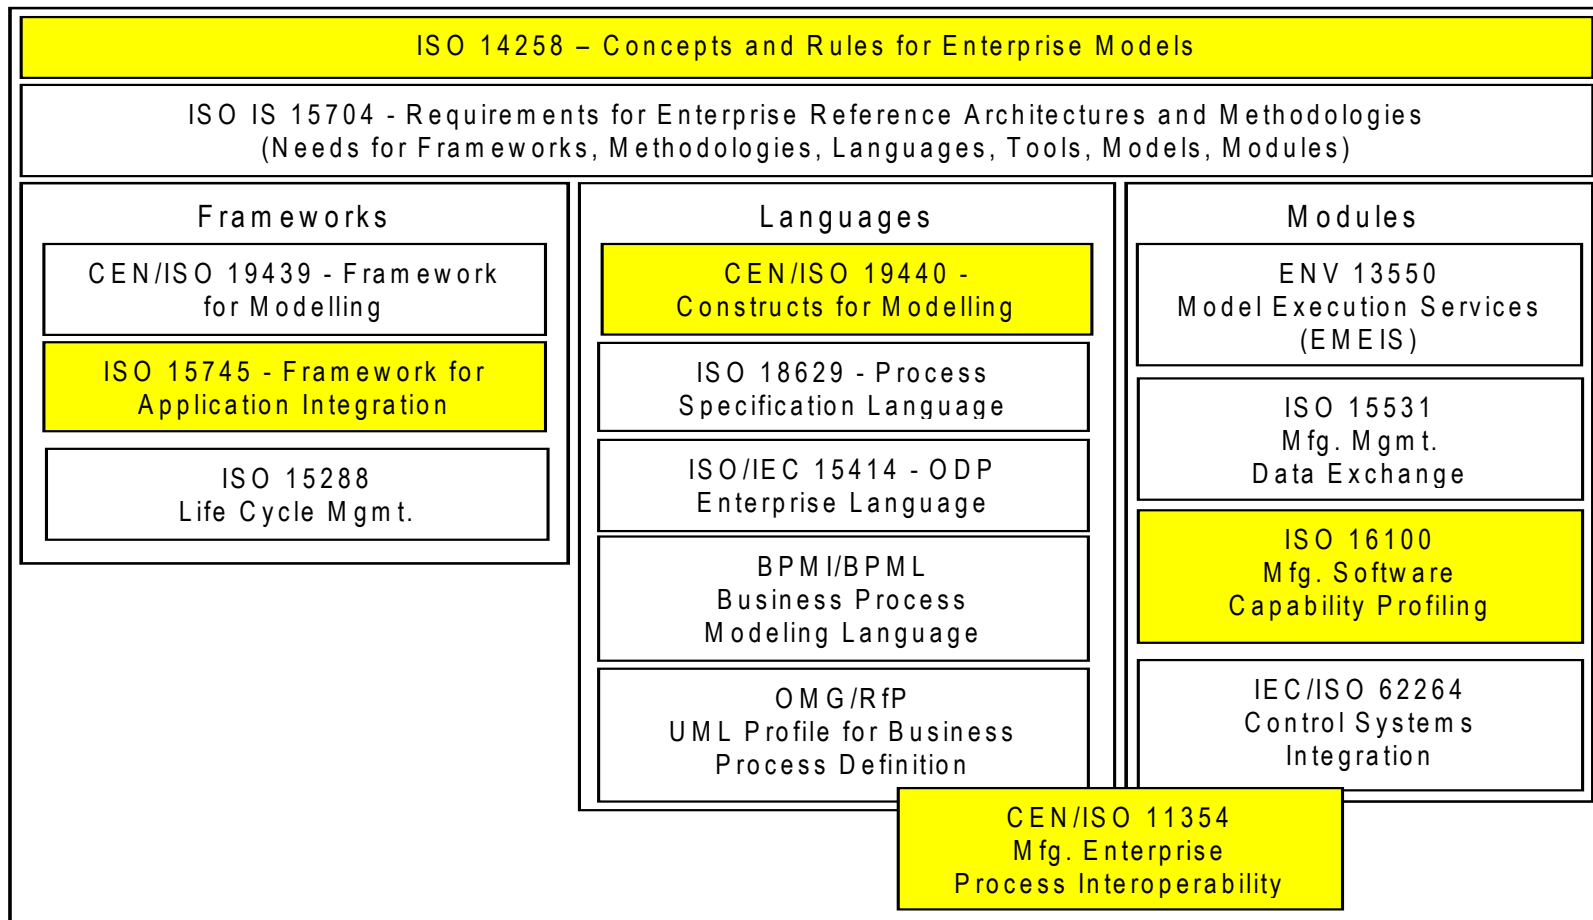 ISO 14258 – Concepts and Rules for Enterprise Models
ISO IS 15704 - Requirements for Enterprise Reference Architectures and Methodologies
(Needs for Frameworks, Methodologies, Languages, Tools, Models, Modules)
Frameworks
CEN/ISO 19439 - Framework
for Modelling
ISO 15745 - Framework for
Application Integration
ISO 15288
Life Cycle Mgmt.
Languages
CEN/ISO 19440 -
Constructs for Modelling
ISO 18629 - Process
Specification Language
ISO/IEC 15414 - ODP
Enterprise Language
BPMI/BPML
Business Process
Modeling Language
OMG/RfP
UML Profile for Business
Process Definition
Modules
ENV 13550
Model Execution Services
(EMEIS)
ISO 15531
Mfg. Mgmt.
Data Exchange
ISO 16100
Mfg. Software
Capability Profiling
IEC/ISO 62264
Control Systems
Integration
CEN/ISO 11354
Mfg. Enterprise
Process Interoperability